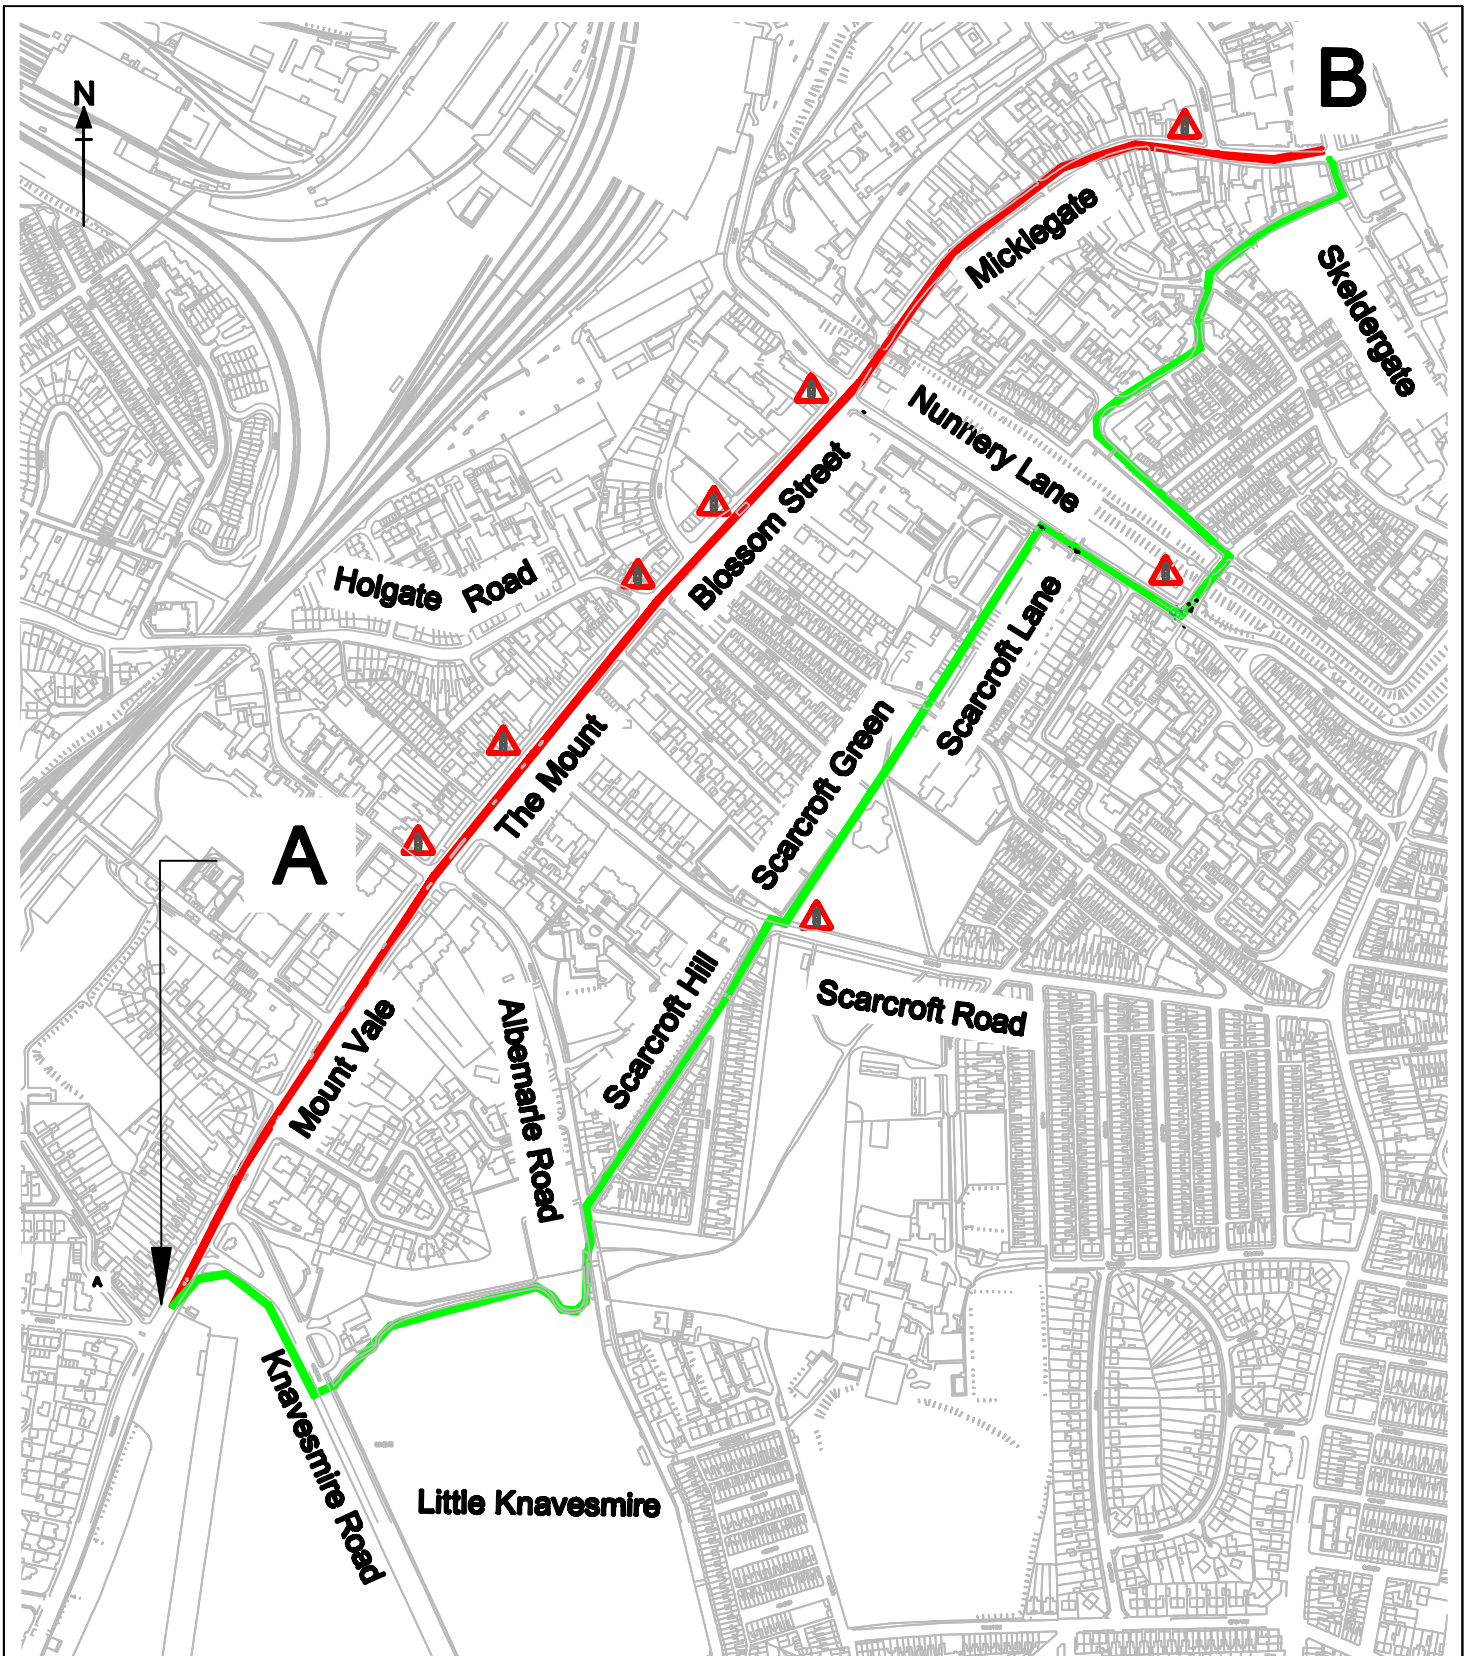 B
N
Micklegate
Skeldergate
Nunnery Lane
Blossom Street
Holgate Road
Scarcroft Lane
The Mount
Scarcroft Green
A
Scarcroft Hill
Scarcroft Road
Albemarle Road
Mount Vale
A
Knavesmire Road
Little Knavesmire